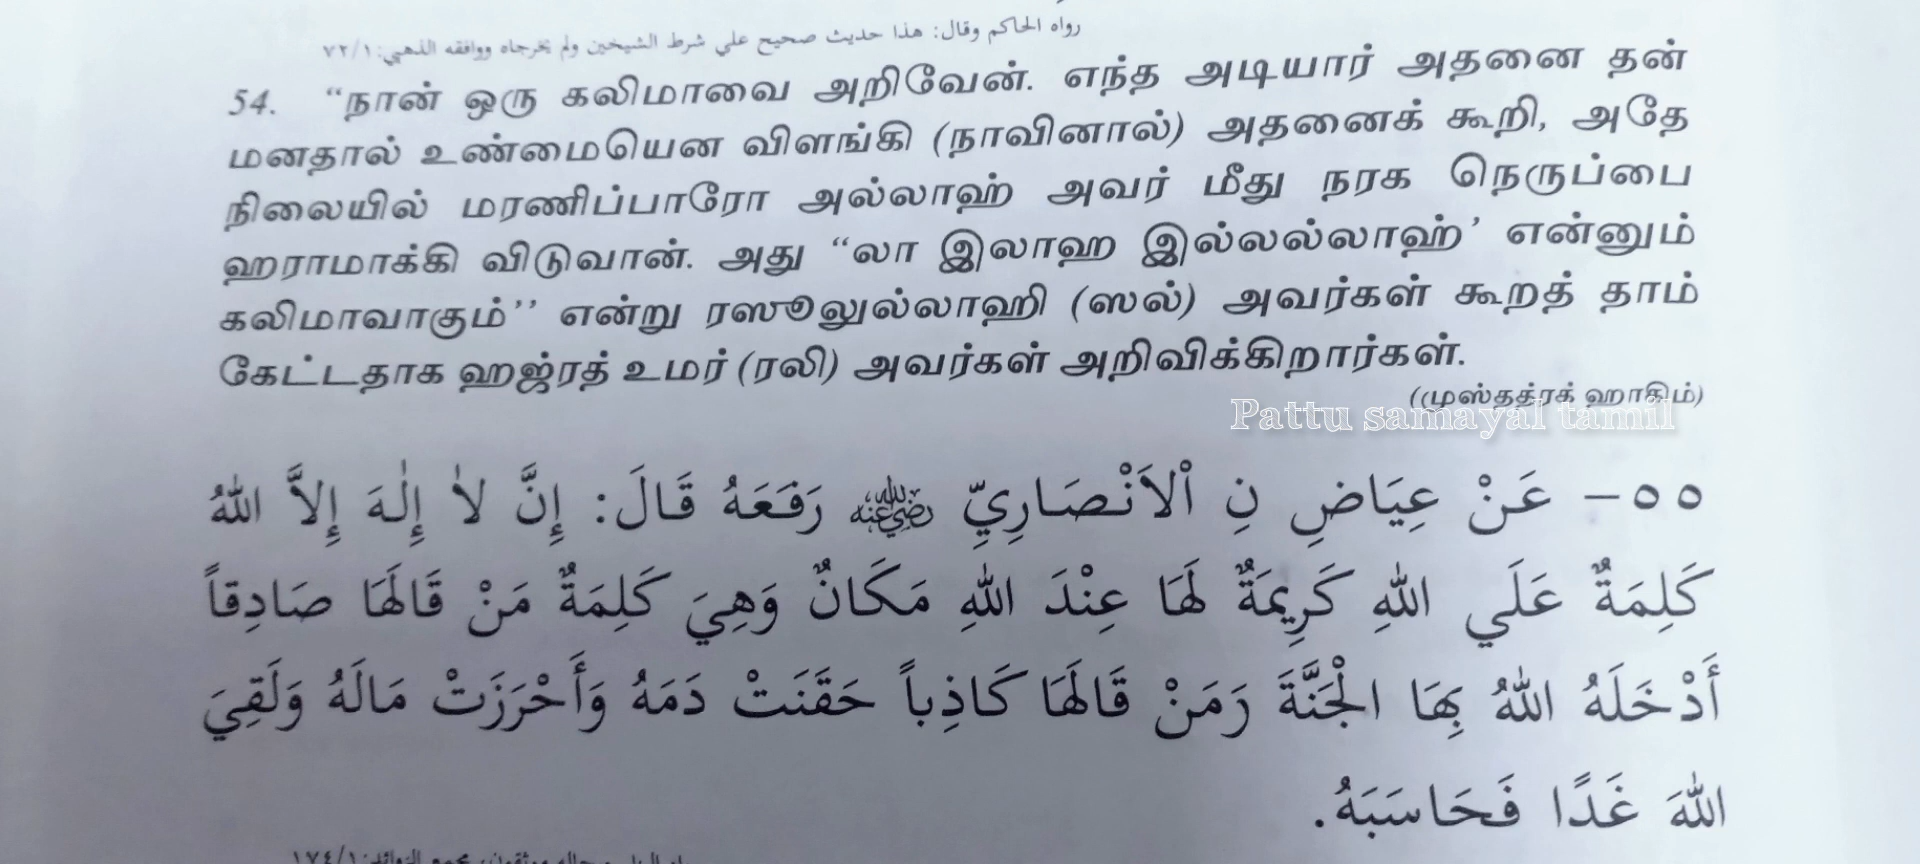 رواه الحاكم وقال: هذا حديث صحيح علي شرط الشيخين ولم يخرجاه ووافقه الذهبي: ٧٢/١
54. “நான் ஒரு கலிமாவை அறிவேன். எந்த அடியார் அதனை தன்
மனதால் உண்மையென விளங்கி (நாவினால்) அதனைக் கூறி, அதே
நிலையில் மரணிப்பாரோ அல்லாஹ் அவர் மீது நரக நெருப்பை
ஹராமாக்கி விடுவான். அது “லா இலாஹ இல்லல்லாஹ்’ என்னும்
கலிமாவாகும்’’ என்று ரஸூலுல்லாஹி (ஸல்) அவர்கள் கூறத் தாம்
கேட்டதாக ஹஜ்ரத் உமர் (ரலி) அவர்கள் அறிவிக்கிறார்கள்.
(முஸ்தத்ரக் ஹாகிம்)
Pattu samayal tamil
٥٥- عَنْ عِيَاضِ نِ اْلاَنْصَارِيِّ رَفَعَهُ قَالَ: إِنَّ لاٰ إِلٰهَ إِلاَّ اللهُ
كَلِمَةٌ عَلَي اللهِ كَرِيمَةٌ لَهَا عِنْدَ اللهِ مَكَانٌ وَهِيَ كَلِمَةٌ مَنْ قَالَهَا صَادِقاً
أَدْخَلَهُ اللهُ بِهَا الْجَنَّةَ وَمَنْ قَالَهَا كَاذِباً حَقَنَتْ دَمَهُ وَأَحْرَزَتْ مَالَهُ وَلَقِيَ
اللهَ غَدًا فَحَاسَبَهُ.